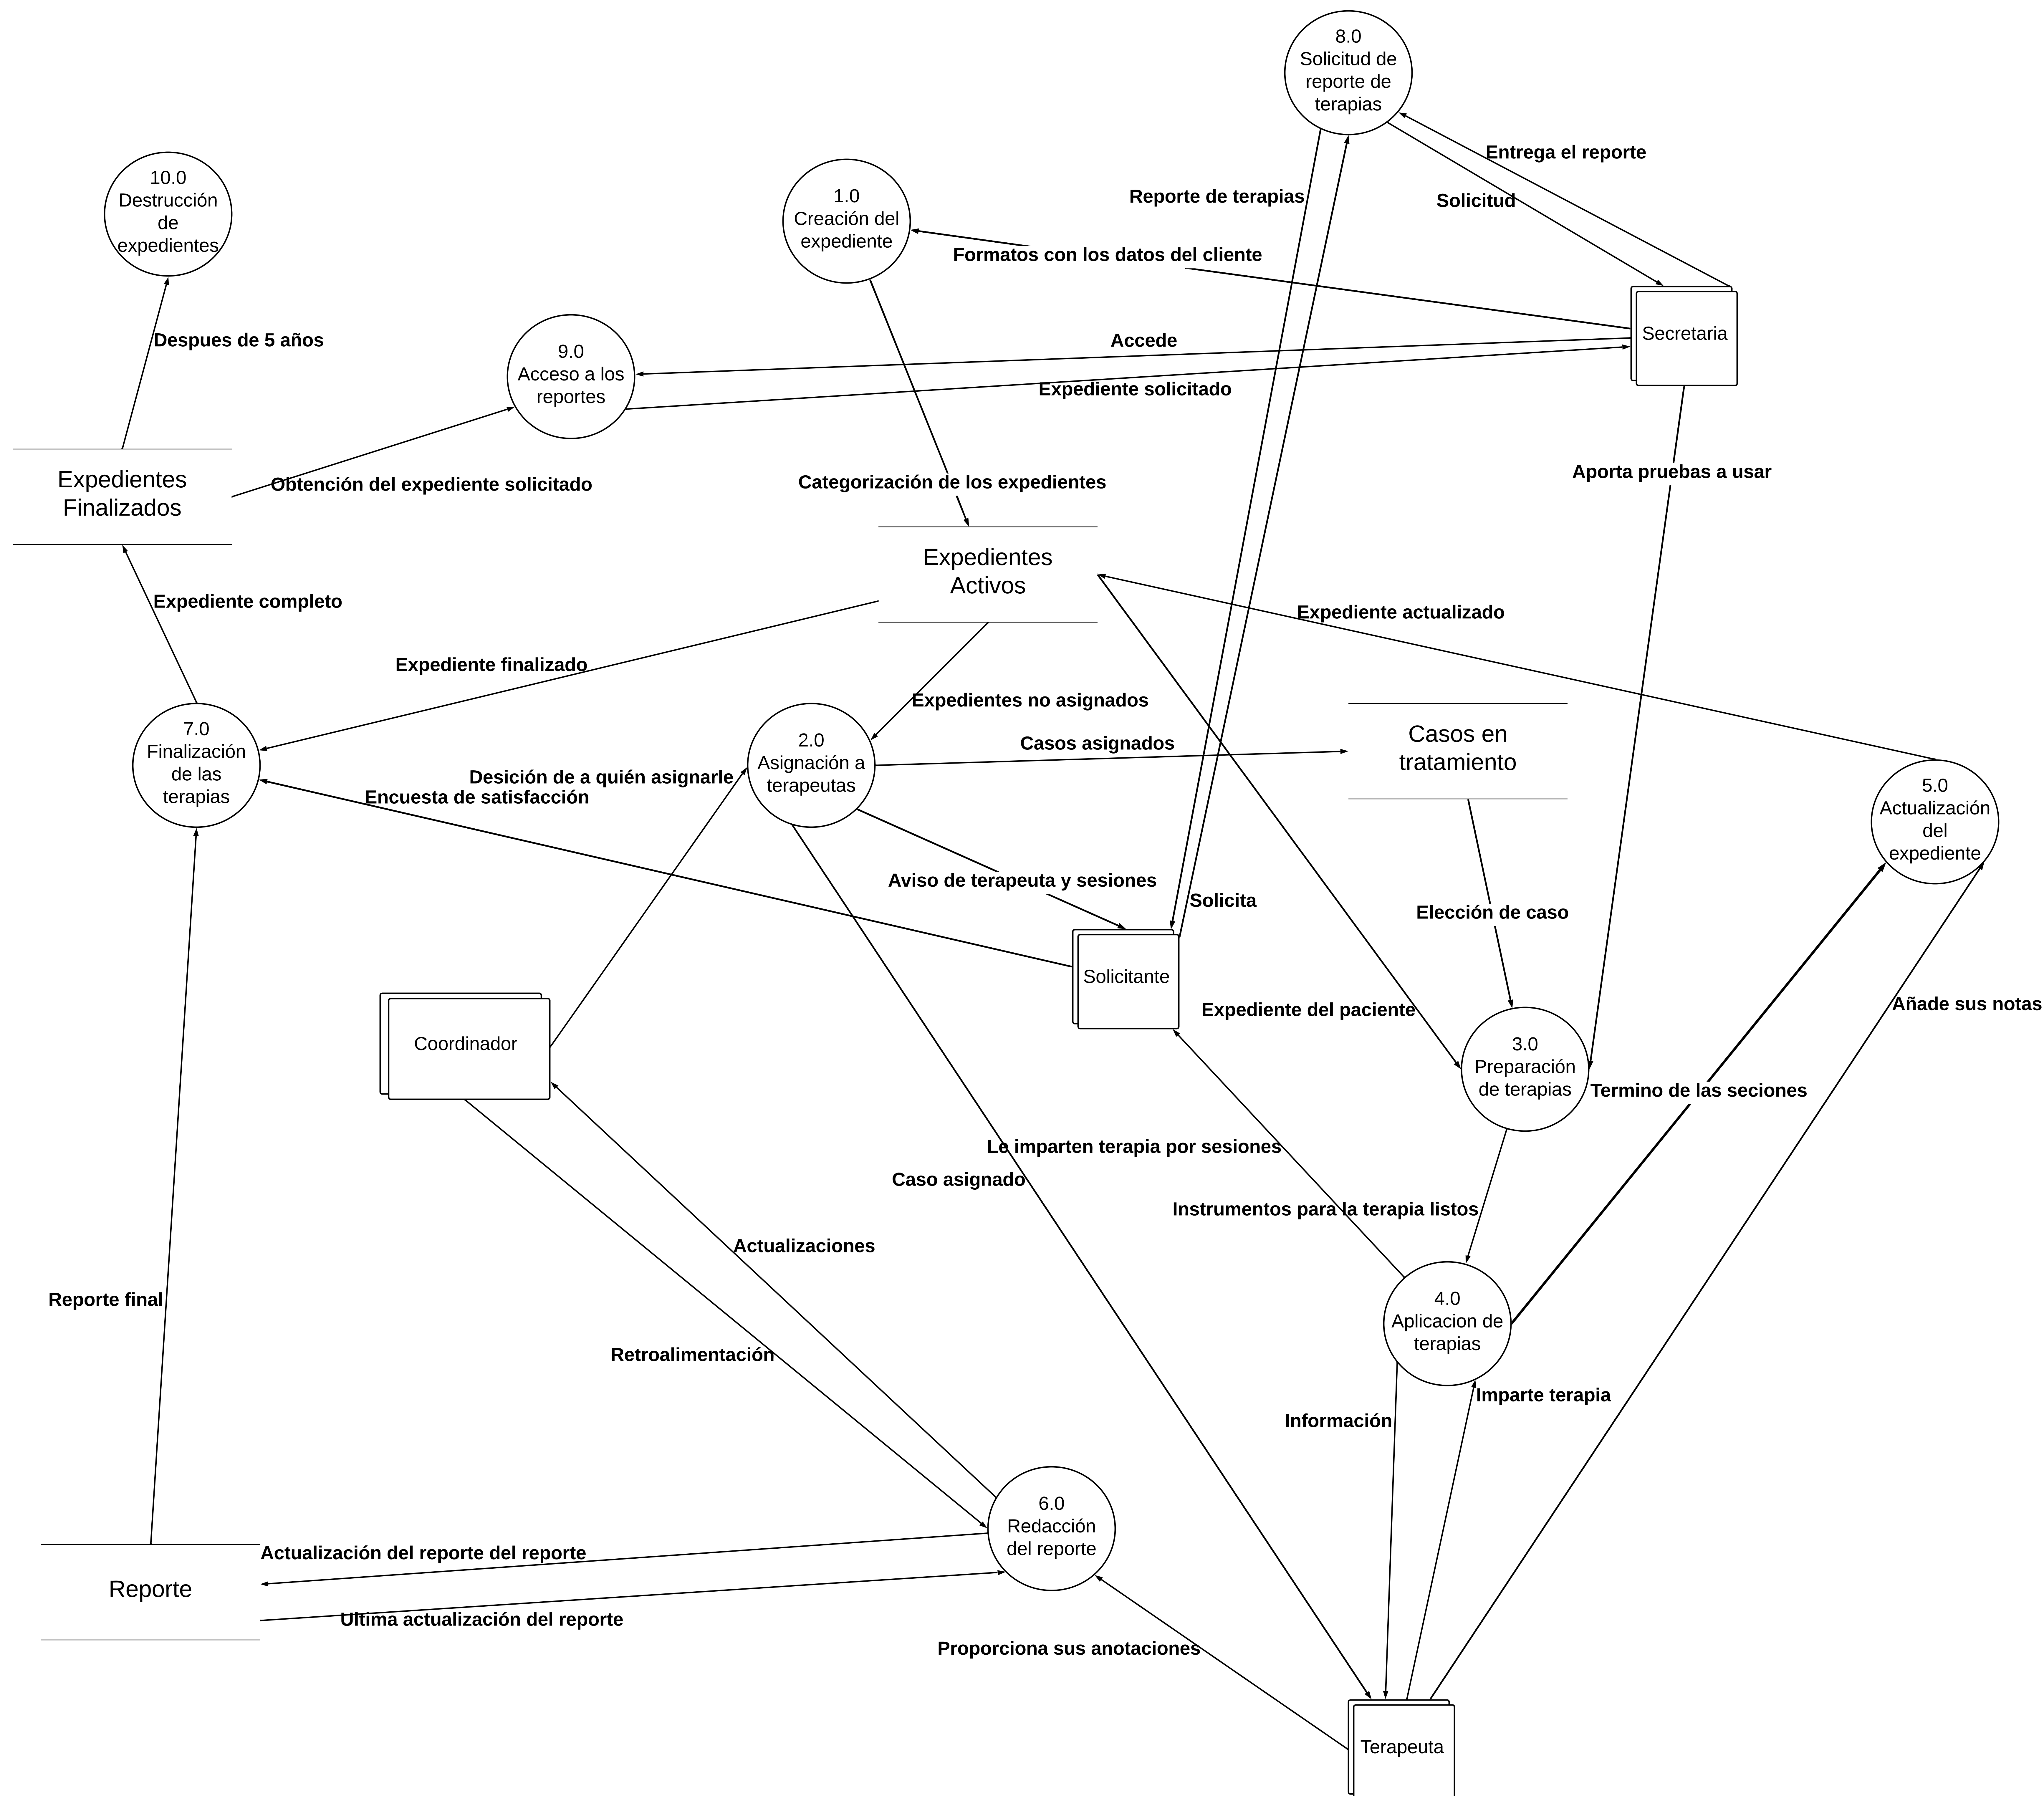 8.0
Solicitud de
reporte de
terapias
Entrega el reporte
Solicitud
Reporte de terapias
10.0
Destrucción
de
expedientes
1.0
Creación del
expediente
Formatos con los datos del cliente
Secretaria
Despues de 5 años
9.0
Acceso a los
reportes
Accede
Expediente solicitado
Expedientes
Finalizados
Obtención del expediente solicitado
Categorización de los expedientes
Aporta pruebas a usar
Expedientes
Activos
Expediente completo
Expediente actualizado
Expediente finalizado
Expedientes no asignados
7.0
Finalización
de las
terapias
2.0
Asignación a
terapeutas
Casos asignados
Casos en
tratamiento
Desición de a quién asignarle
Encuesta de satisfacción
5.0
Actualización
del
expediente
Aviso de terapeuta y sesiones
Solicita
Elección de caso
Solicitante
Coordinador
Expediente del paciente
Añade sus notas
3.0
Preparación
de terapias
Termino de las seciones
Le imparten terapia por sesiones
Caso asignado
Instrumentos para la terapia listos
Actualizaciones
Reporte final
4.0
Aplicacion de
terapias
Retroalimentación
Imparte terapia
Información
6.0
Redacción
del reporte
Actualización del reporte del reporte
Reporte
Ultima actualización del reporte
Proporciona sus anotaciones
Terapeuta